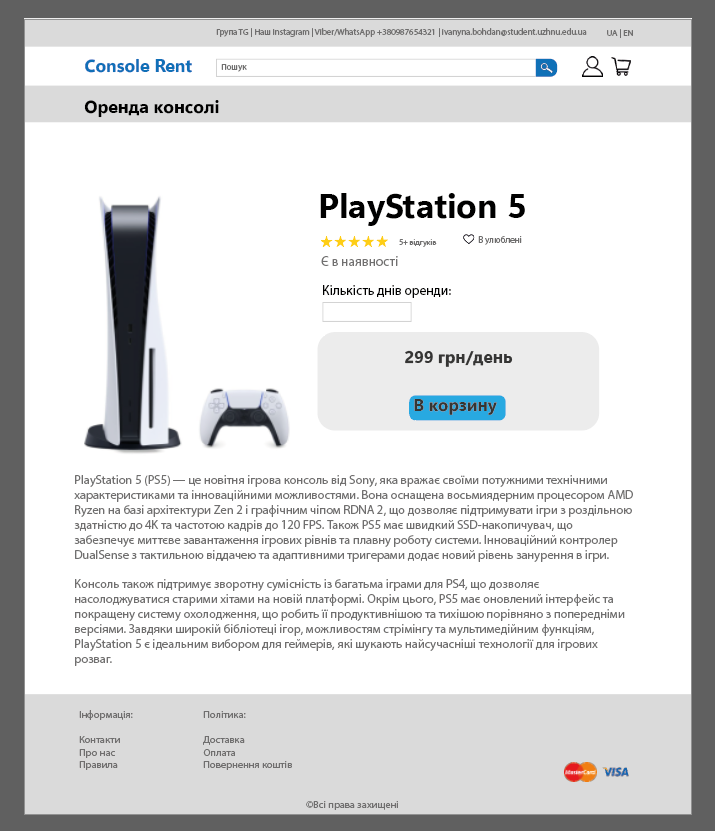 Група TG | Наш Instagram | Viber/WhatsApp +380987654321 | ivanyna.bohdan@student.uzhnu.edu.ua UA | EN
Console Rent
Пошук
Оренда консолі
PlayStation 5
5+ відгуків
В улюблені
Є в наявності
Кількість днів оренди:
299 грн/день
В корзину
PlayStation 5 (PS5) — це новітня ігрова консоль від Sony, яка вражає своїми потужними технічними
характеристиками та інноваційними можливостями. Вона оснащена восьмиядерним процесором AMD
Ryzen на базі архітектури Zen 2 і графічним чіпом RDNA 2, що дозволяє підтримувати ігри з роздільною
здатністю до 4K та частотою кадрів до 120 FPS. Також PS5 має швидкий SSD-накопичувач, що
забезпечує миттєве завантаження ігрових рівнів та плавну роботу системи. Інноваційний контролер
DualSense з тактильною віддачею та адаптивними тригерами додає новий рівень занурення в ігри.
Консоль також підтримує зворотну сумісність із багатьма іграми для PS4, що дозволяє
насолоджуватися старими хітами на новій платформі. Окрім цього, PS5 має оновлений інтерфейс та
покращену систему охолодження, що робить її продуктивнішою та тихішою порівняно з попередніми
версіями. Завдяки широкій бібліотеці ігор, можливостям стрімінгу та мультимедійним функціям,
PlayStation 5 є ідеальним вибором для геймерів, які шукають найсучасніші технології для ігрових
розваг.
Інформація:
Контакти
Про нас
Правила
Політика:
Доставка
Оплата
Повернення коштів
MasterCard VISA
©Всі права захищені